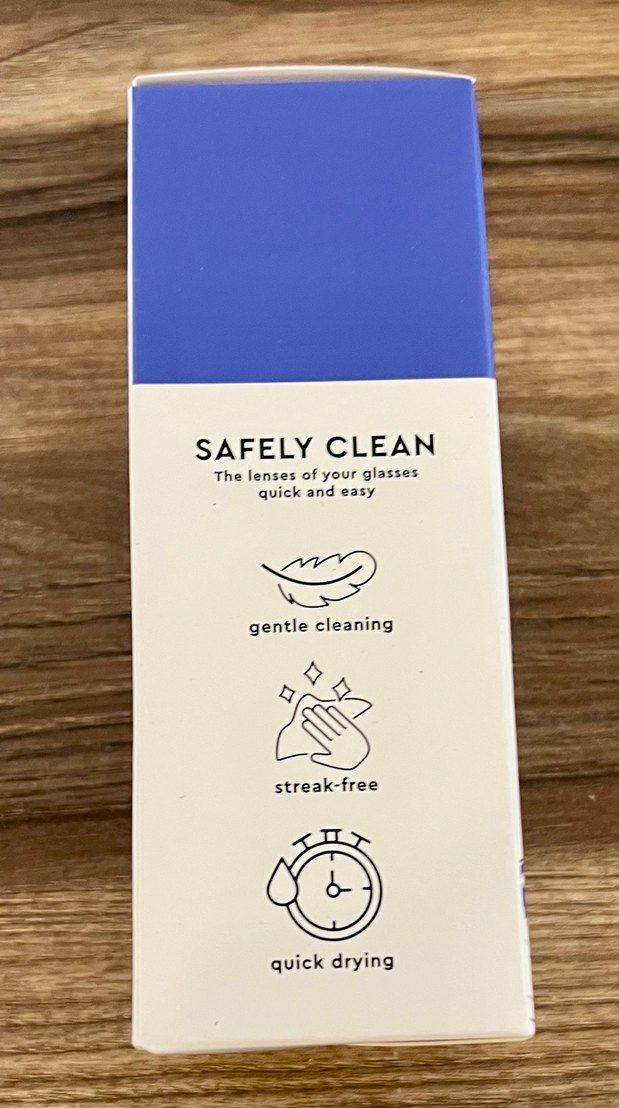 SAFELY CLEAN
The lenses of your glasses
quick and easy
gentle cleaning
streak-free
quick drying